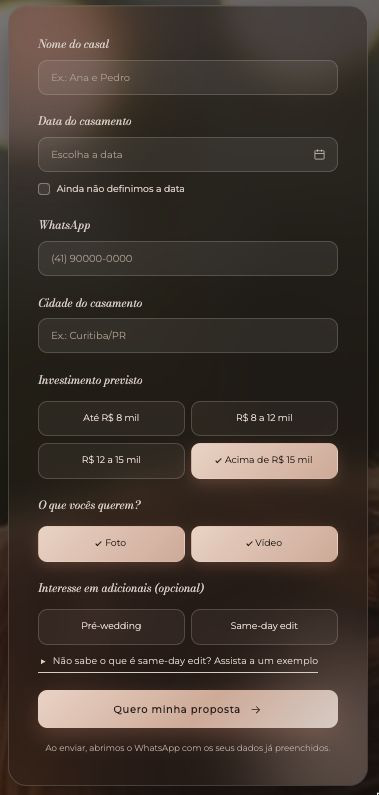 Nome do casal
Ex.: Ana e Pedro
Data do casamento
Escolha a data
Ainda não definimos a data
WhatsApp
(41) 90000-0000
Cidade do casamento
Ex.: Curitiba/PR
Investimento previsto
Até R$ 8 mil
R$ 8 a 12 mil
R$ 12 a 15 mil
✓ Acima de R$ 15 mil
O que vocês querem?
✓ Foto
✓ Vídeo
Interesse em adicionais (opcional)
Pré-wedding
Same-day edit
▸ Não sabe o que é same-day edit? Assista a um exemplo
Quero minha proposta →
Ao enviar, abrimos o WhatsApp com os seus dados já preenchidos.